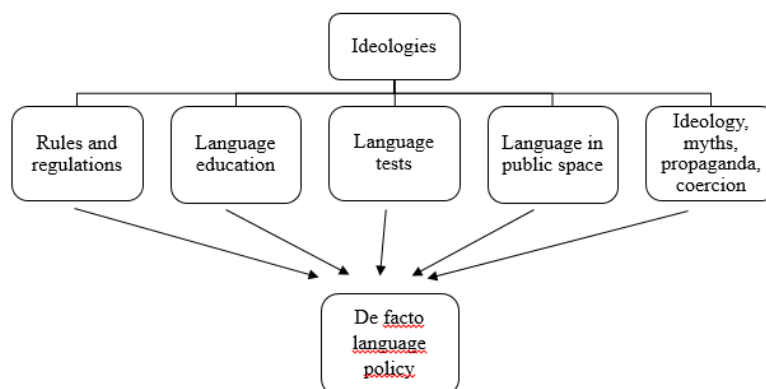 Ideologies
Rules and
regulations
Language
education
Language
tests
Language in
public space
Ideology,
myths,
propaganda,
coercion
De facto
language
policy